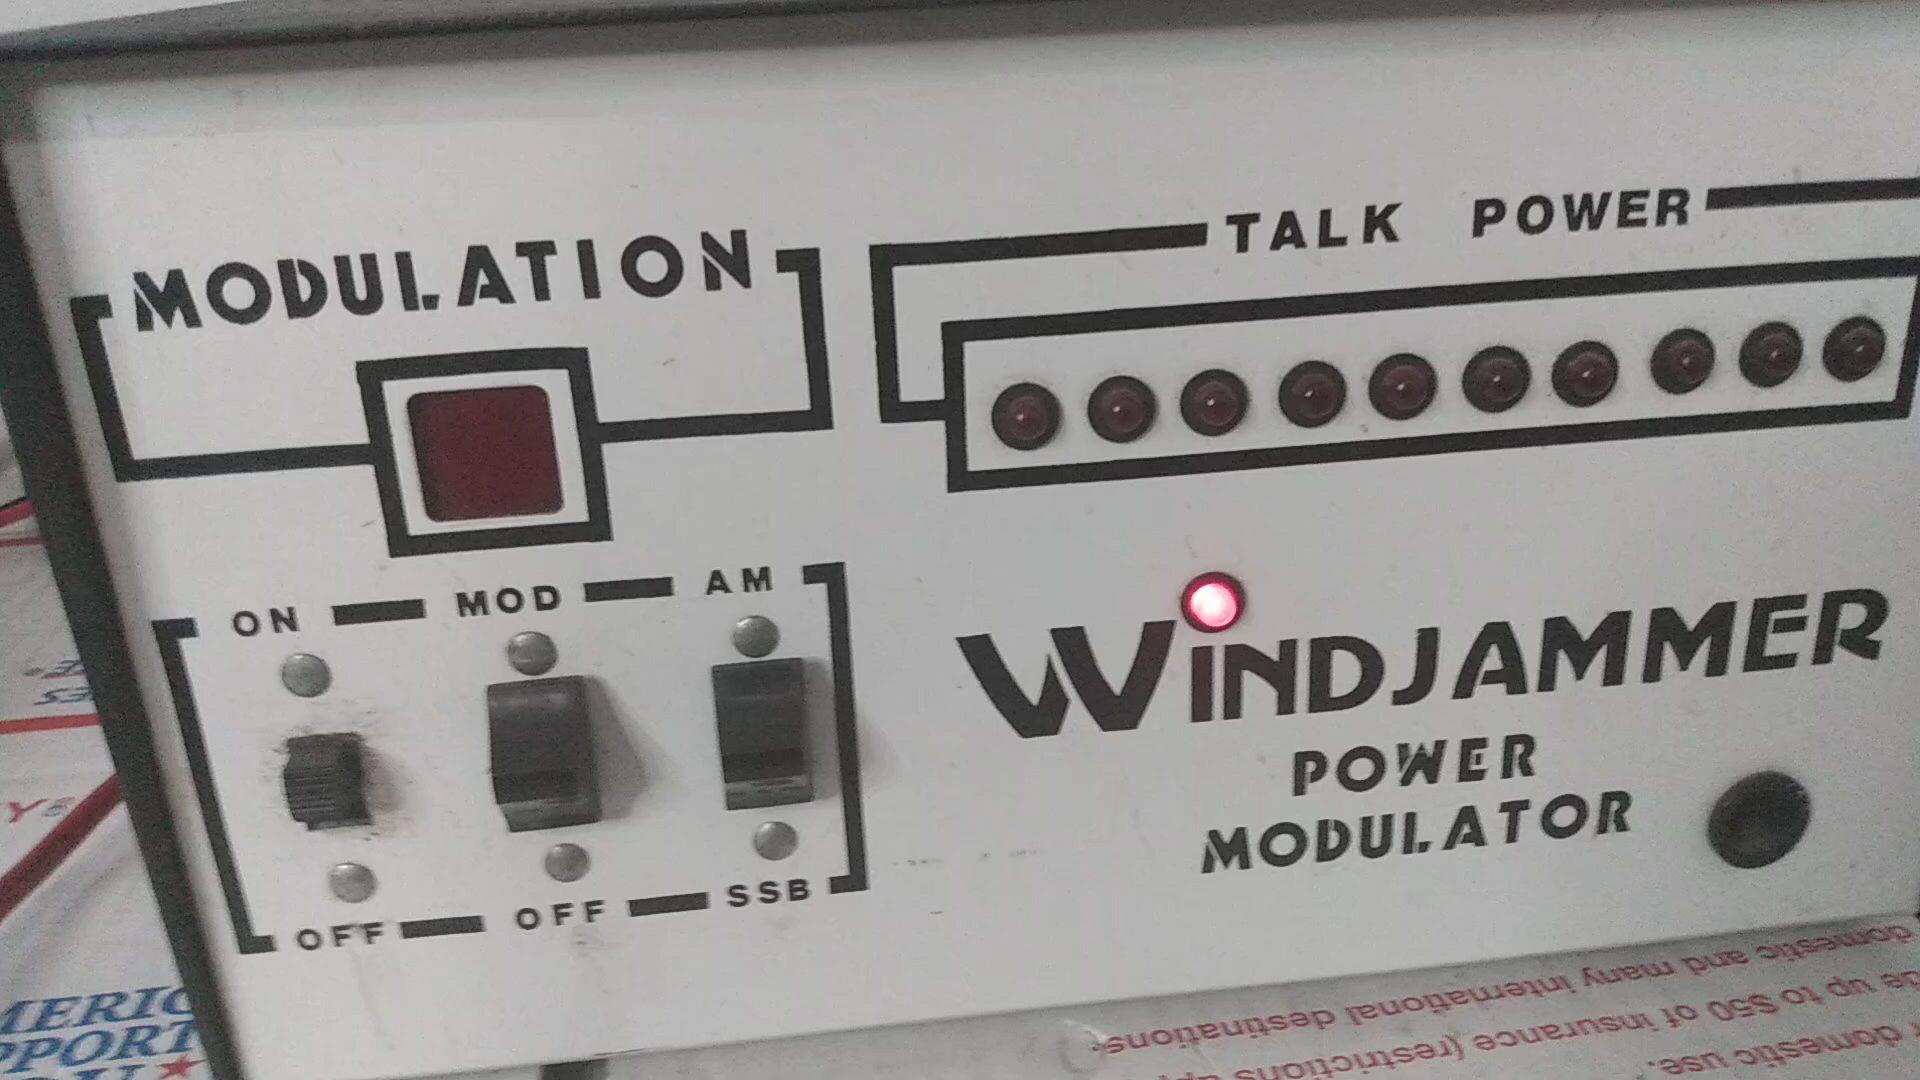 MODULATION
TALK POWER
ON MOD AM
OFF OFF SSB
WINDJAMMER
POWER
MODULATOR
domestic use.
up to $50 of insurance (restrictions
domestic and many international destinations.
PPORT